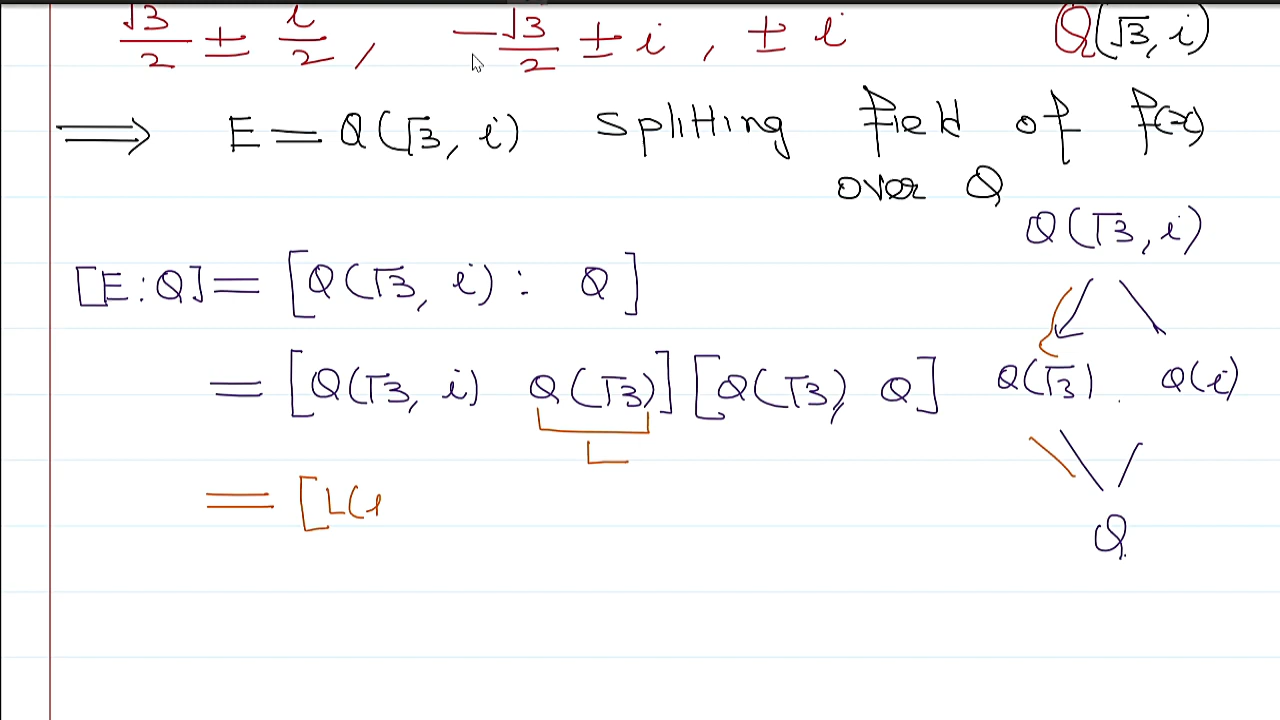 √3/2 ± i/2 , -√3/2 ± i , ± i Q(√3, i)
⟹ E = Q(√3, i) splitting field of f(x)
over Q
Q(√3, i)
[E : Q] = [Q(√3, i) : Q]
= [Q(√3, i) Q(√3)] [Q(√3), Q] Q(√3) . Q(i)
L
= [L(i
Q